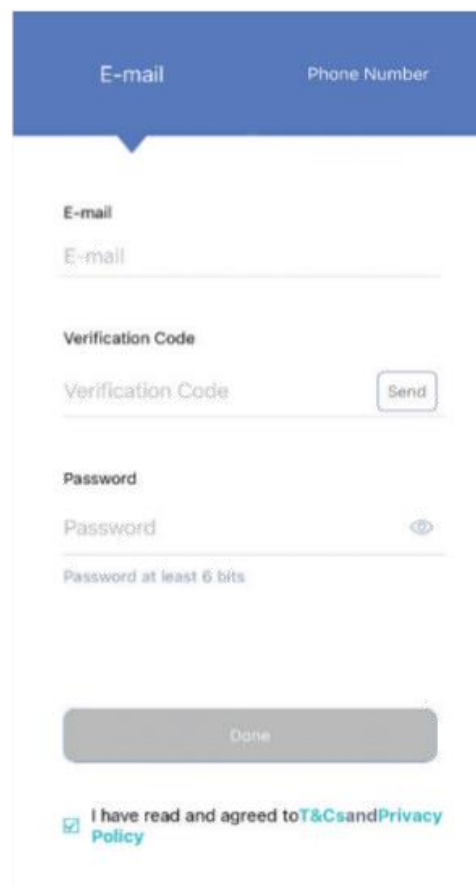 E-mail Phone Number
E-mail
E-mail
Verification Code
Verification Code Send
Password
Password
Password at least 6 bits
Done
I have read and agreed toT&CsandPrivacy
Policy